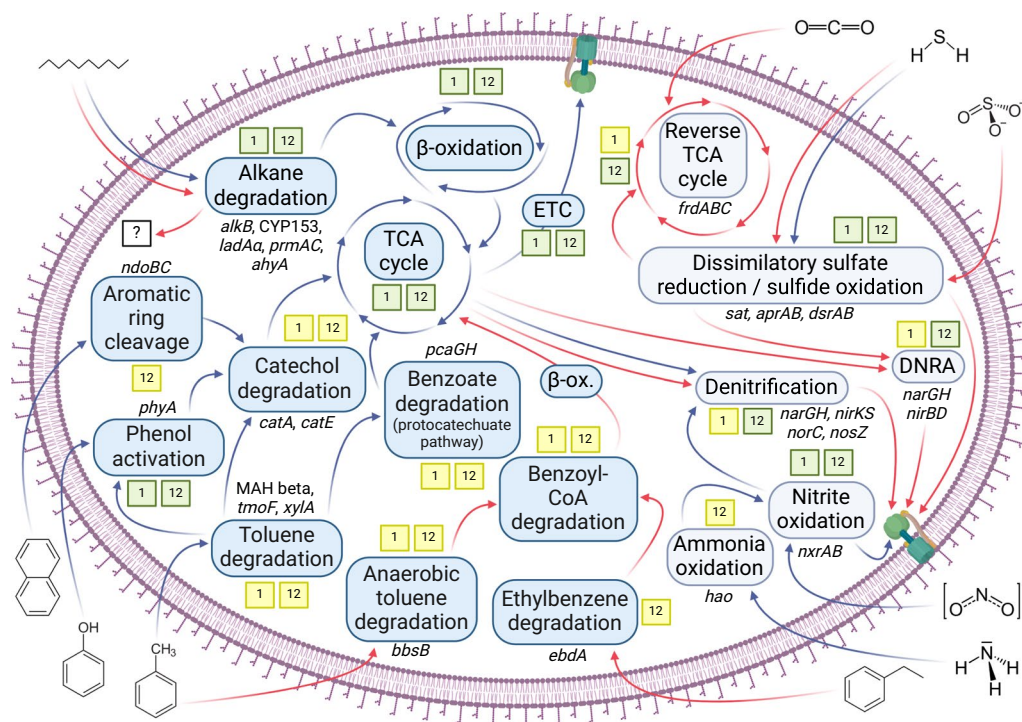 O=C=O
S
H H
O
S
O⁻
O⁻
1 12
1 12
β-oxidation
Alkane
degradation
alkB, CYP153,
ladAα, prmAC,
ahyA
?
1
12
Reverse
TCA
cycle
frdABC
ETC
1 12
TCA
cycle
1 12
1 12
Dissimilatory sulfate
reduction / sulfide oxidation
sat, aprAB, dsrAB
ndoBC
Aromatic
ring
cleavage
12
1 12
Catechol
degradation
catA, catE
pcaGH
Benzoate
degradation
(protocatechuate
pathway)
1 12
β-ox.
Denitrification
1 12
narGH, nirKS
norC, nosZ
1 12
DNRA
narGH
nirBD
phyA
Phenol
activation
1 12
MAH beta,
tmoF, xylA
Toluene
degradation
1 12
1 12
Benzoyl-
CoA
degradation
1 12
Nitrite
oxidation
nxrAB
12
Ammonia
oxidation
hao
1 12
Anaerobic
toluene
degradation
bbsB
Ethylbenzene
degradation
12
ebdA
OH
CH₃
N
O O
N
H H
H